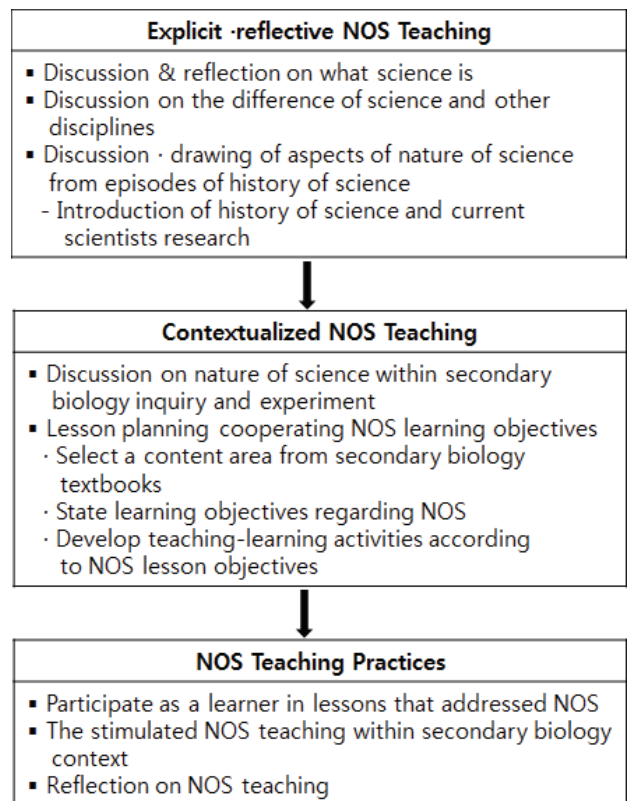 Explicit ·reflective NOS Teaching
▪ Discussion & reflection on what science is
▪ Discussion on the difference of science and other
disciplines
▪ Discussion · drawing of aspects of nature of science
from episodes of history of science
- Introduction of history of science and current
scientists research
Contextualized NOS Teaching
▪ Discussion on nature of science within secondary
biology inquiry and experiment
▪ Lesson planning cooperating NOS learning objectives
· Select a content area from secondary biology
textbooks
· State learning objectives regarding NOS
· Develop teaching-learning activities according
to NOS lesson objectives
NOS Teaching Practices
▪ Participate as a learner in lessons that addressed NOS
▪ The stimulated NOS teaching within secondary biology
context
▪ Reflection on NOS teaching